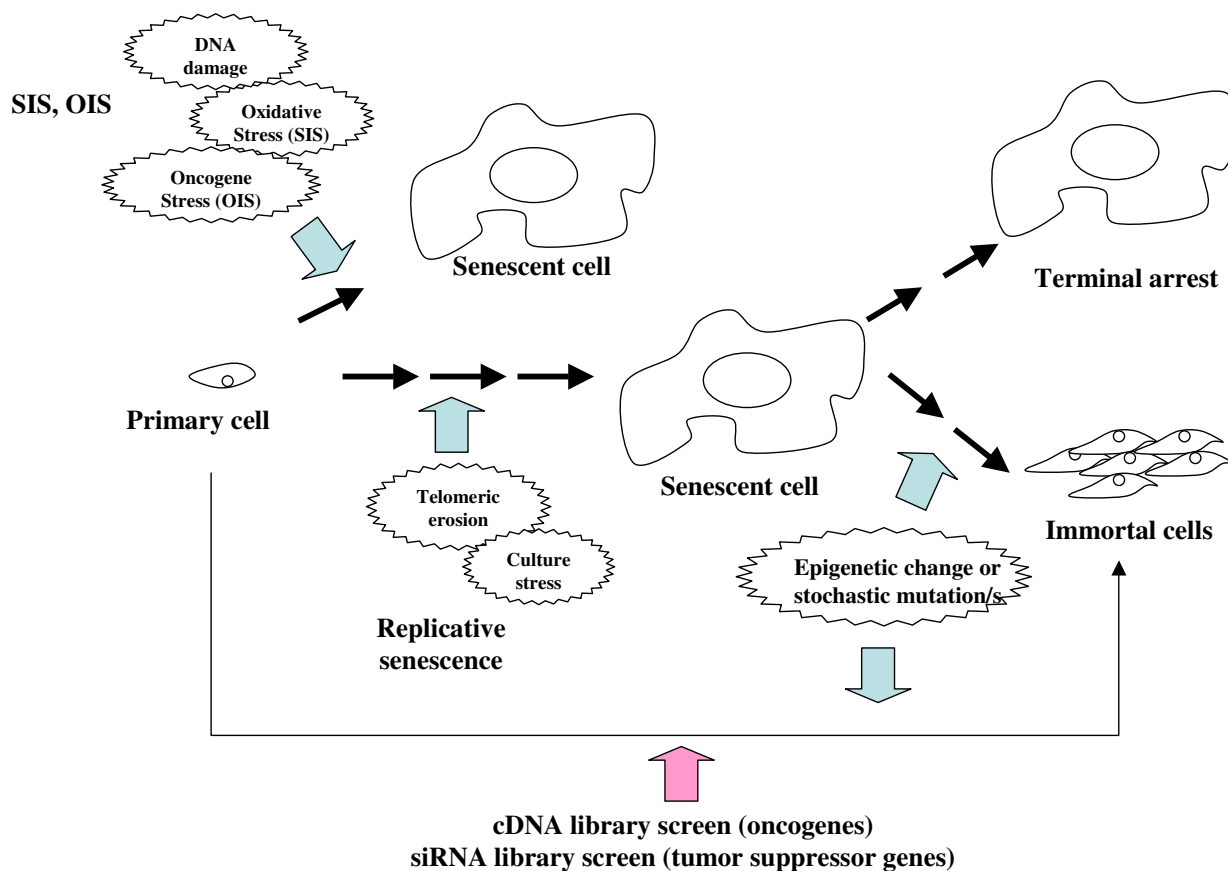 DNA
damage
SIS, OIS
Oxidative
Stress (SIS)
Oncogene
Stress (OIS)
Senescent cell
Terminal arrest
Primary cell
Telomeric
erosion
Culture
stress
Replicative
senescence
Senescent cell
Epigenetic change or
stochastic mutation/s
Immortal cells
cDNA library screen (oncogenes)
siRNA library screen (tumor suppressor genes)